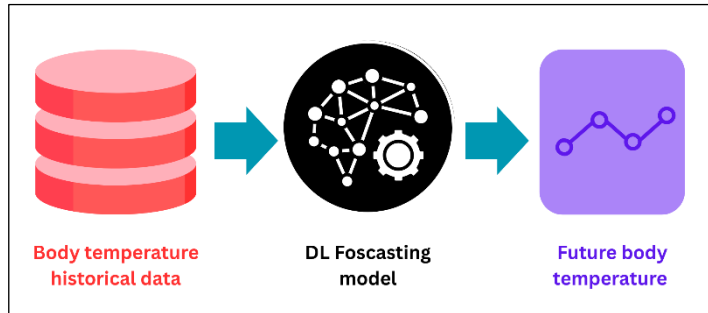 Body temperature
historical data
DL Foscasting
model
Future body
temperature